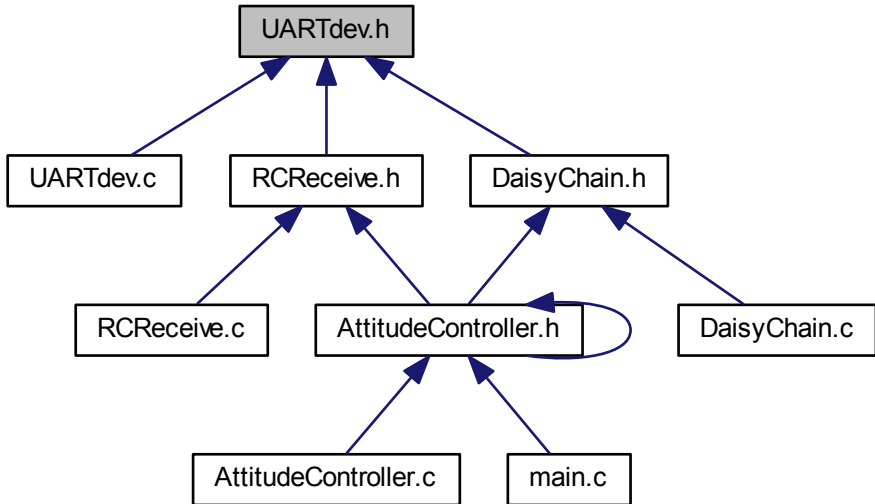 UARTdev.h
UARTdev.c
RCReceive.h
DaisyChain.h
RCReceive.c
AttitudeController.h
DaisyChain.c
AttitudeController.c
main.c